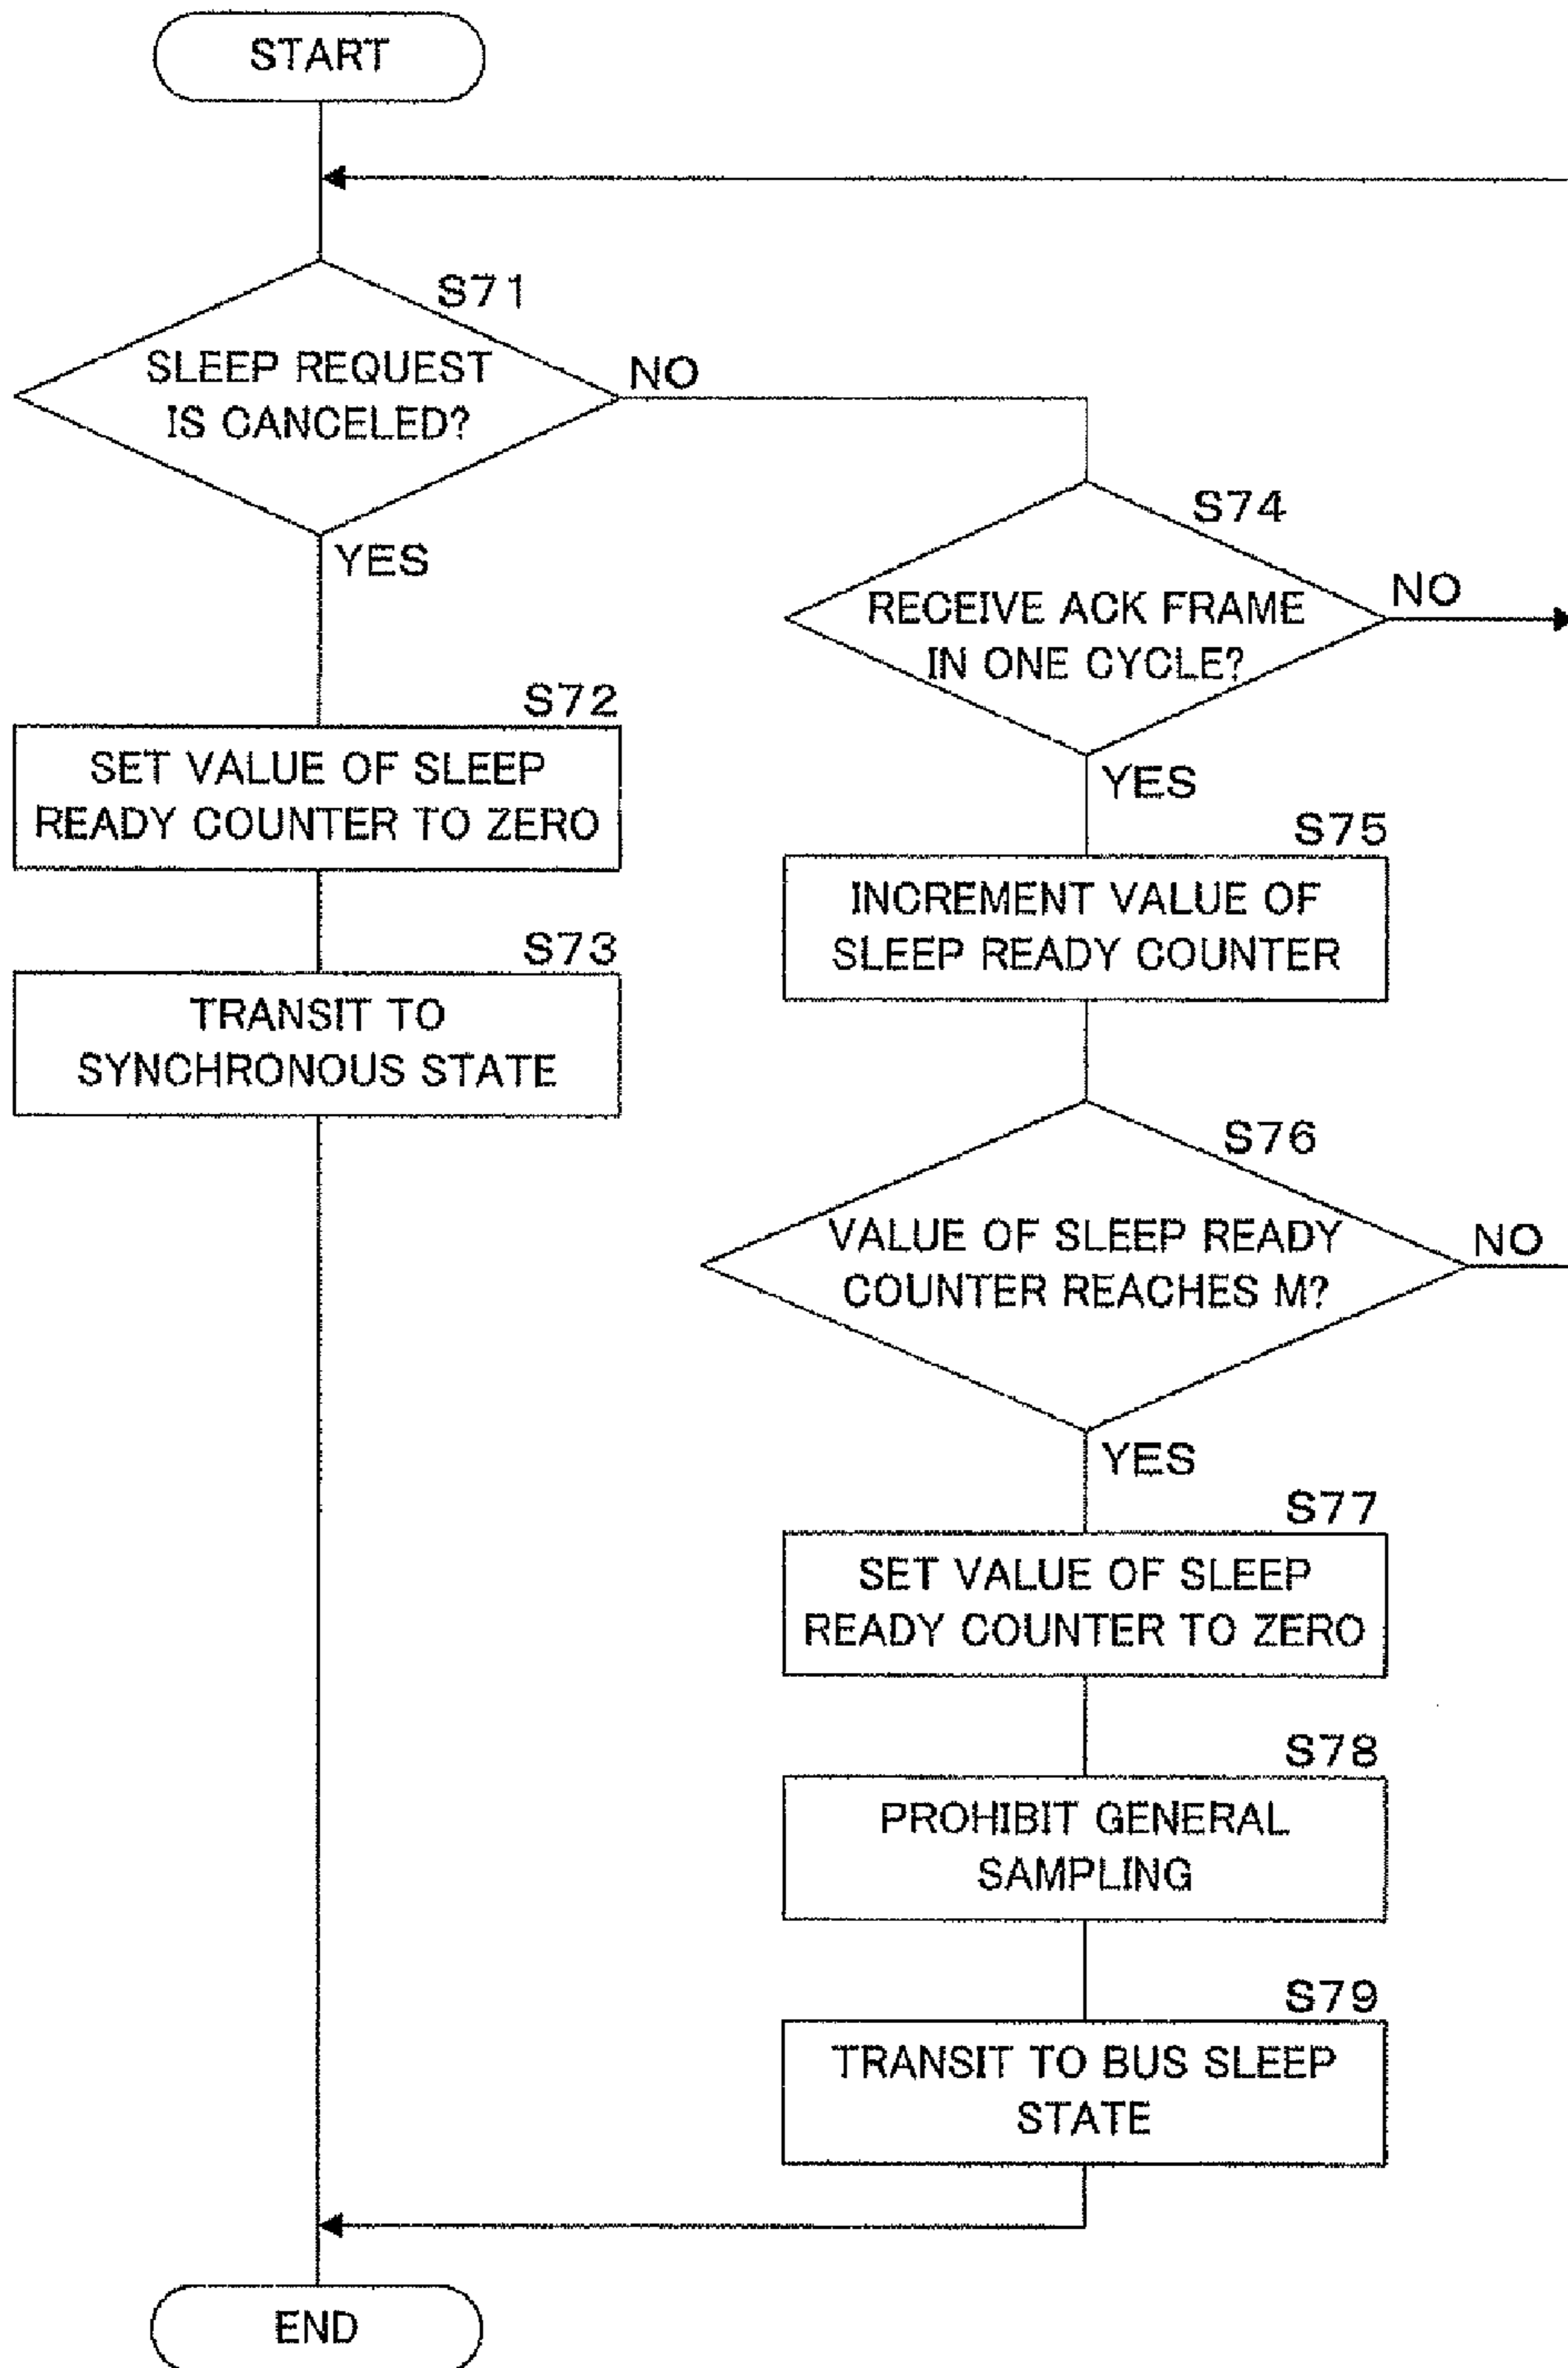 START
S71
SLEEP REQUEST
IS CANCELED?
NO
YES
S72
SET VALUE OF SLEEP
READY COUNTER TO ZERO
S73
TRANSIT TO
SYNCHRONOUS STATE
S74
RECEIVE ACK FRAME
IN ONE CYCLE?
NO
YES
S75
INCREMENT VALUE OF
SLEEP READY COUNTER
S76
VALUE OF SLEEP READY
COUNTER REACHES M?
NO
YES
S77
SET VALUE OF SLEEP
READY COUNTER TO ZERO
S78
PROHIBIT GENERAL
SAMPLING
S79
TRANSIT TO BUS SLEEP
STATE
END